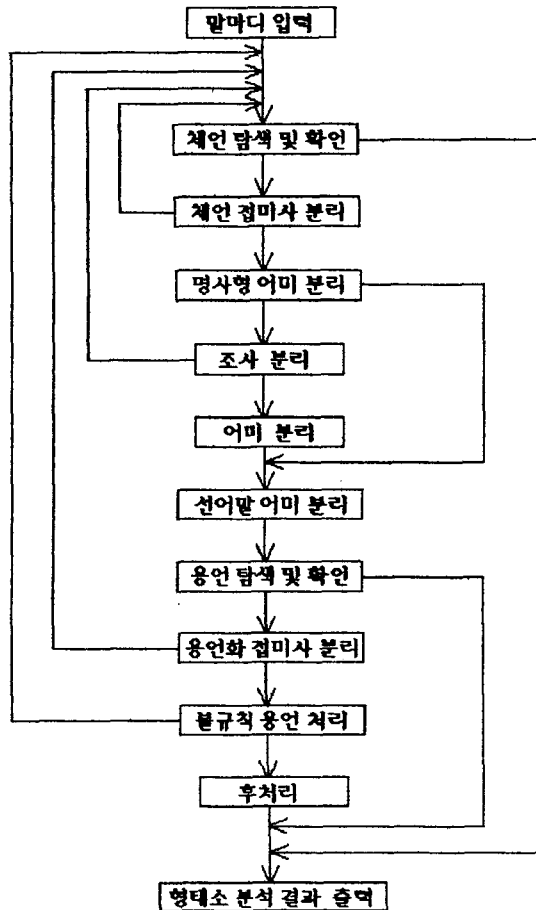 말마디 입력
체언 탐색 및 확인
체언 접미사 분리
명사형 어미 분리
조사 분리
어미 분리
선어말 어미 분리
용언 탐색 및 확인
용언화 접미사 분리
불규칙 용언 처리
후처리
형태소 분석 결과 출력